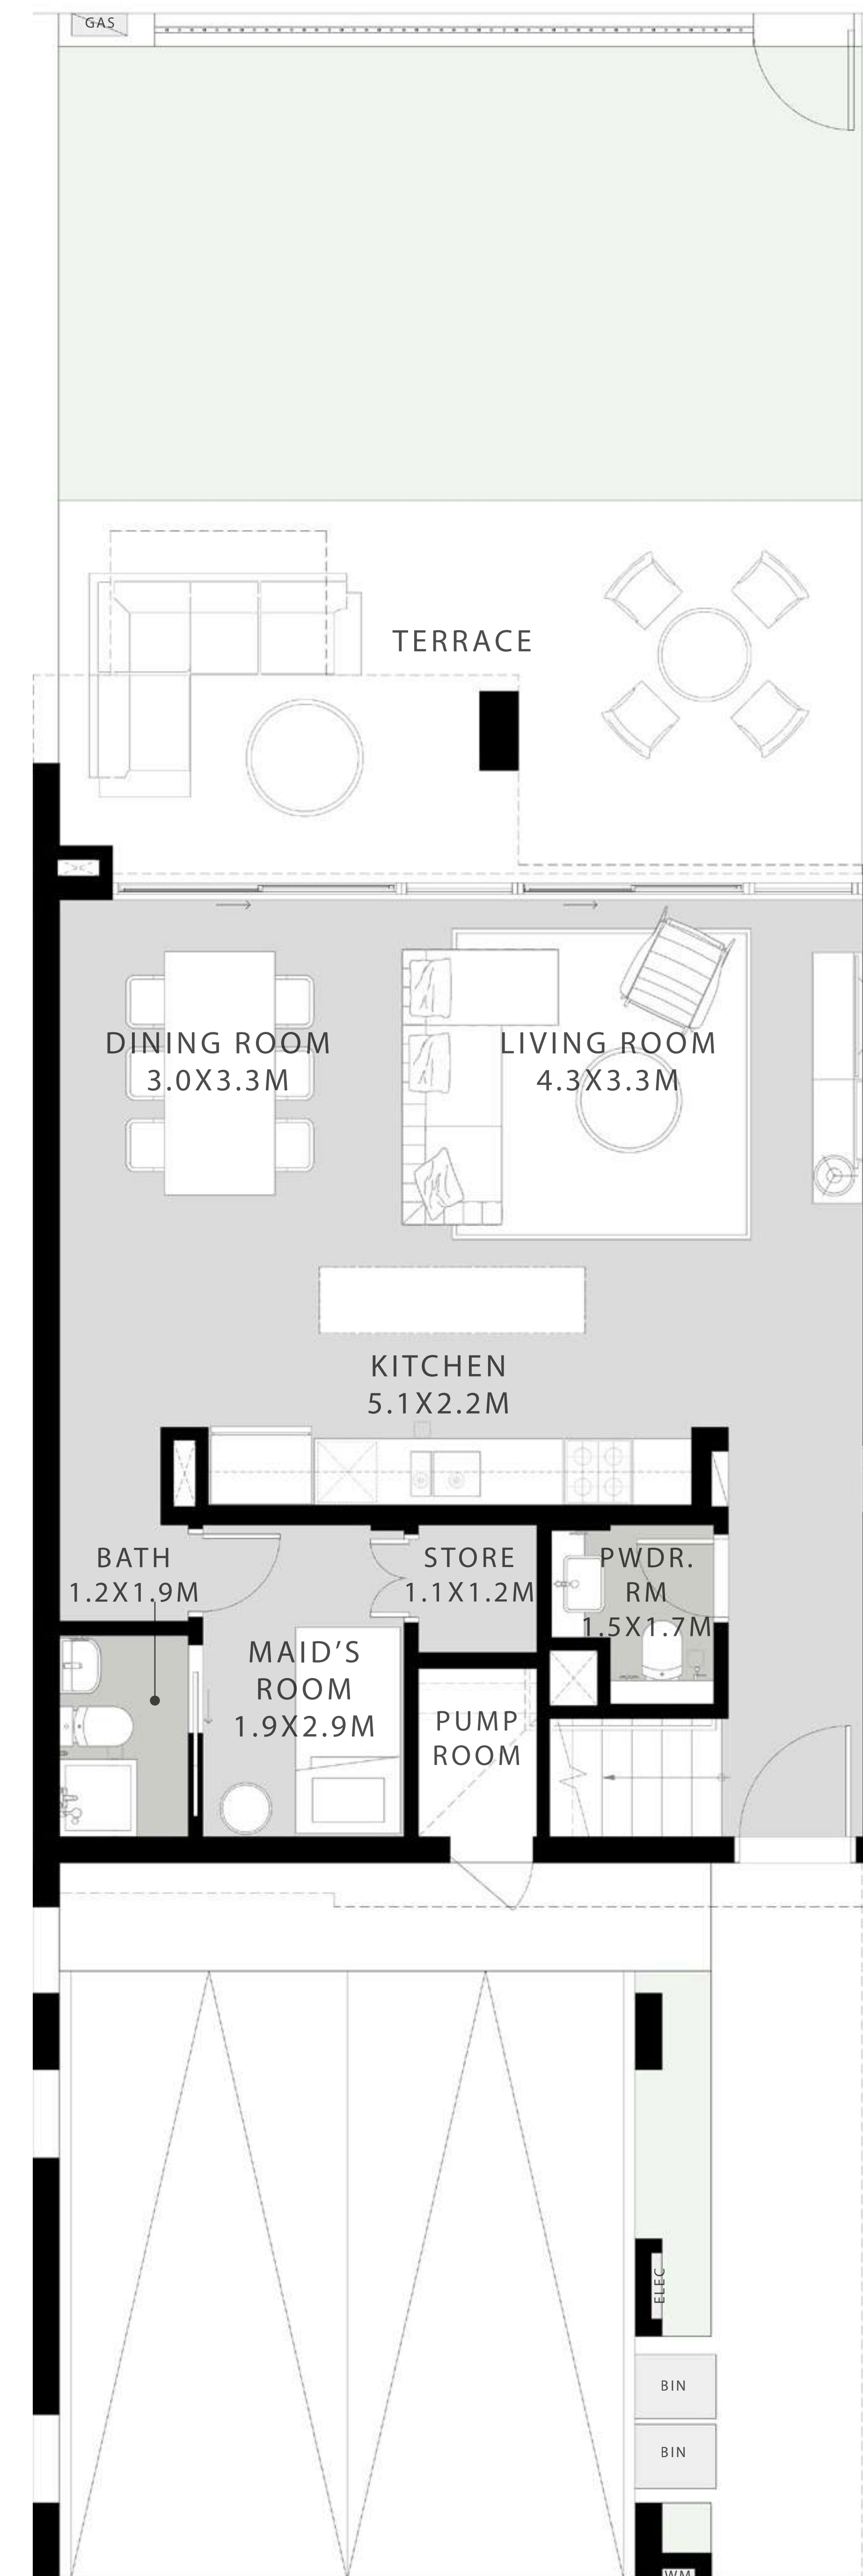 GAS
TERRACE
DINING ROOM
3.0X3.3M
LIVING ROOM
4.3X3.3M
KITCHEN
5.1X2.2M
BATH
1.2X1.9M
STORE
1.1X1.2M
PWDR.
RM
1.5X1.7M
MAID'S
ROOM
1.9X2.9M
PUMP
ROOM
ELEC
BIN
BIN
WM